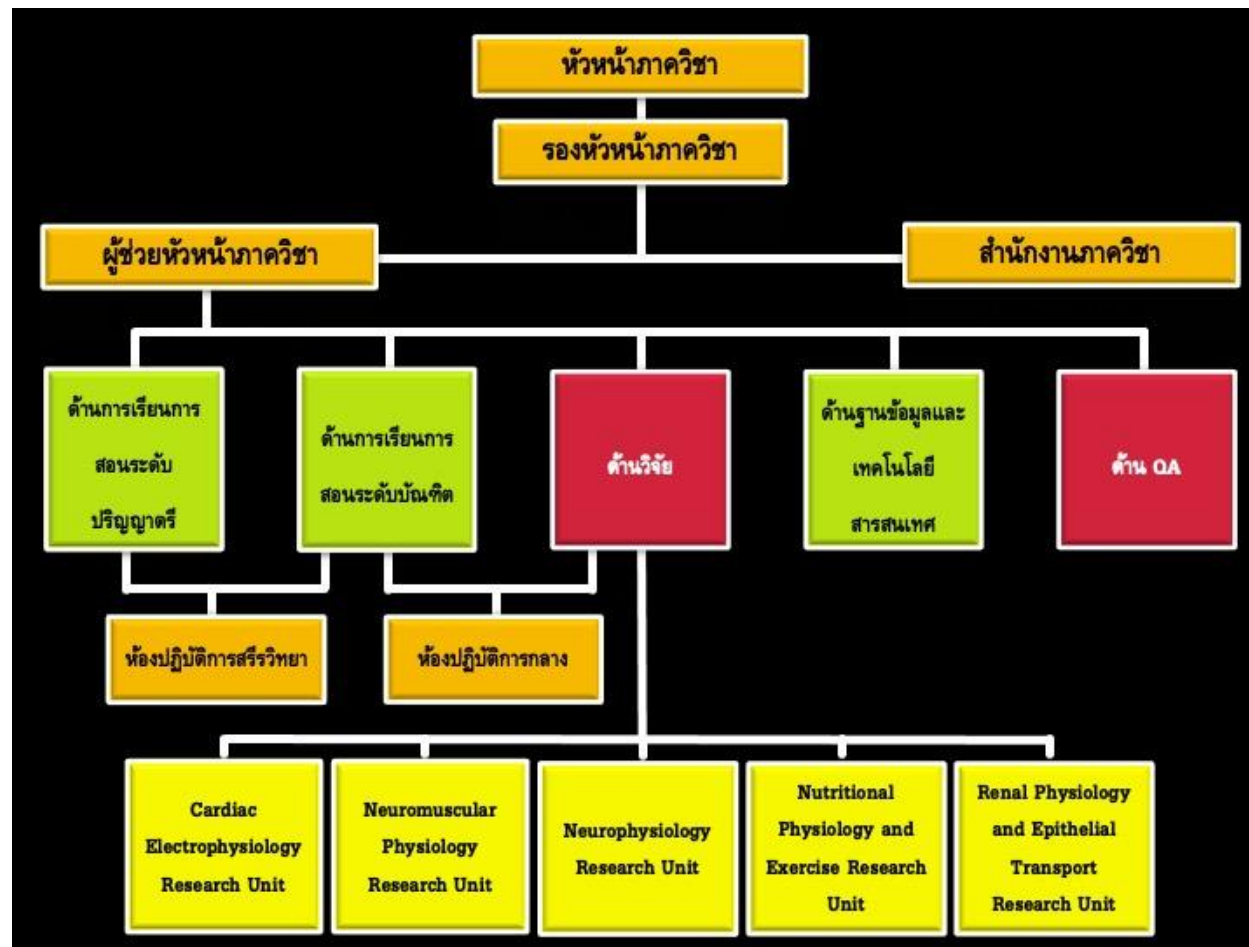 หัวหน้าภาควิชา
รองหัวหน้าภาควิชา
ผู้ช่วยหัวหน้าภาควิชา
สำนักงานภาควิชา
ด้านการเรียนการ
สอนระดับ
ปริญญาตรี
ด้านการเรียนการ
สอนระดับบัณฑิต
ด้านวิจัย
ด้านฐานข้อมูลและ
เทคโนโลยี
สารสนเทศ
ด้าน QA
ห้องปฏิบัติการสรีรวิทยา
ห้องปฏิบัติการกลาง
Cardiac
Electrophysiology
Research Unit
Neuromuscular
Physiology
Research Unit
Neurophysiology
Research Unit
Nutritional
Physiology and
Exercise Research
Unit
Renal Physiology
and Epithelial
Transport
Research Unit